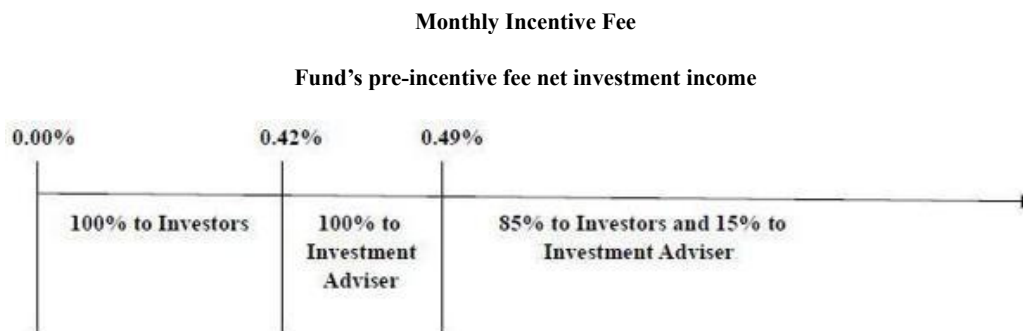 Monthly Incentive Fee
Fund’s pre-incentive fee net investment income
0.00%
0.42%
0.49%
100% to Investors
100% to
Investment
Adviser
85% to Investors and 15% to
Investment Adviser